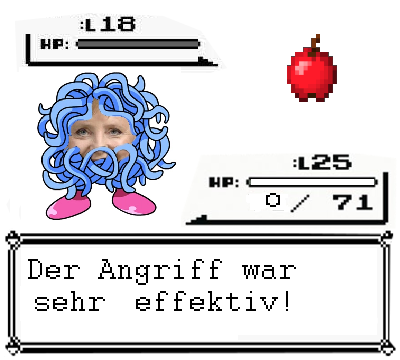 :L18
HP:
:L25
HP:
0 / 71
Der Angriff war
sehr effektiv!